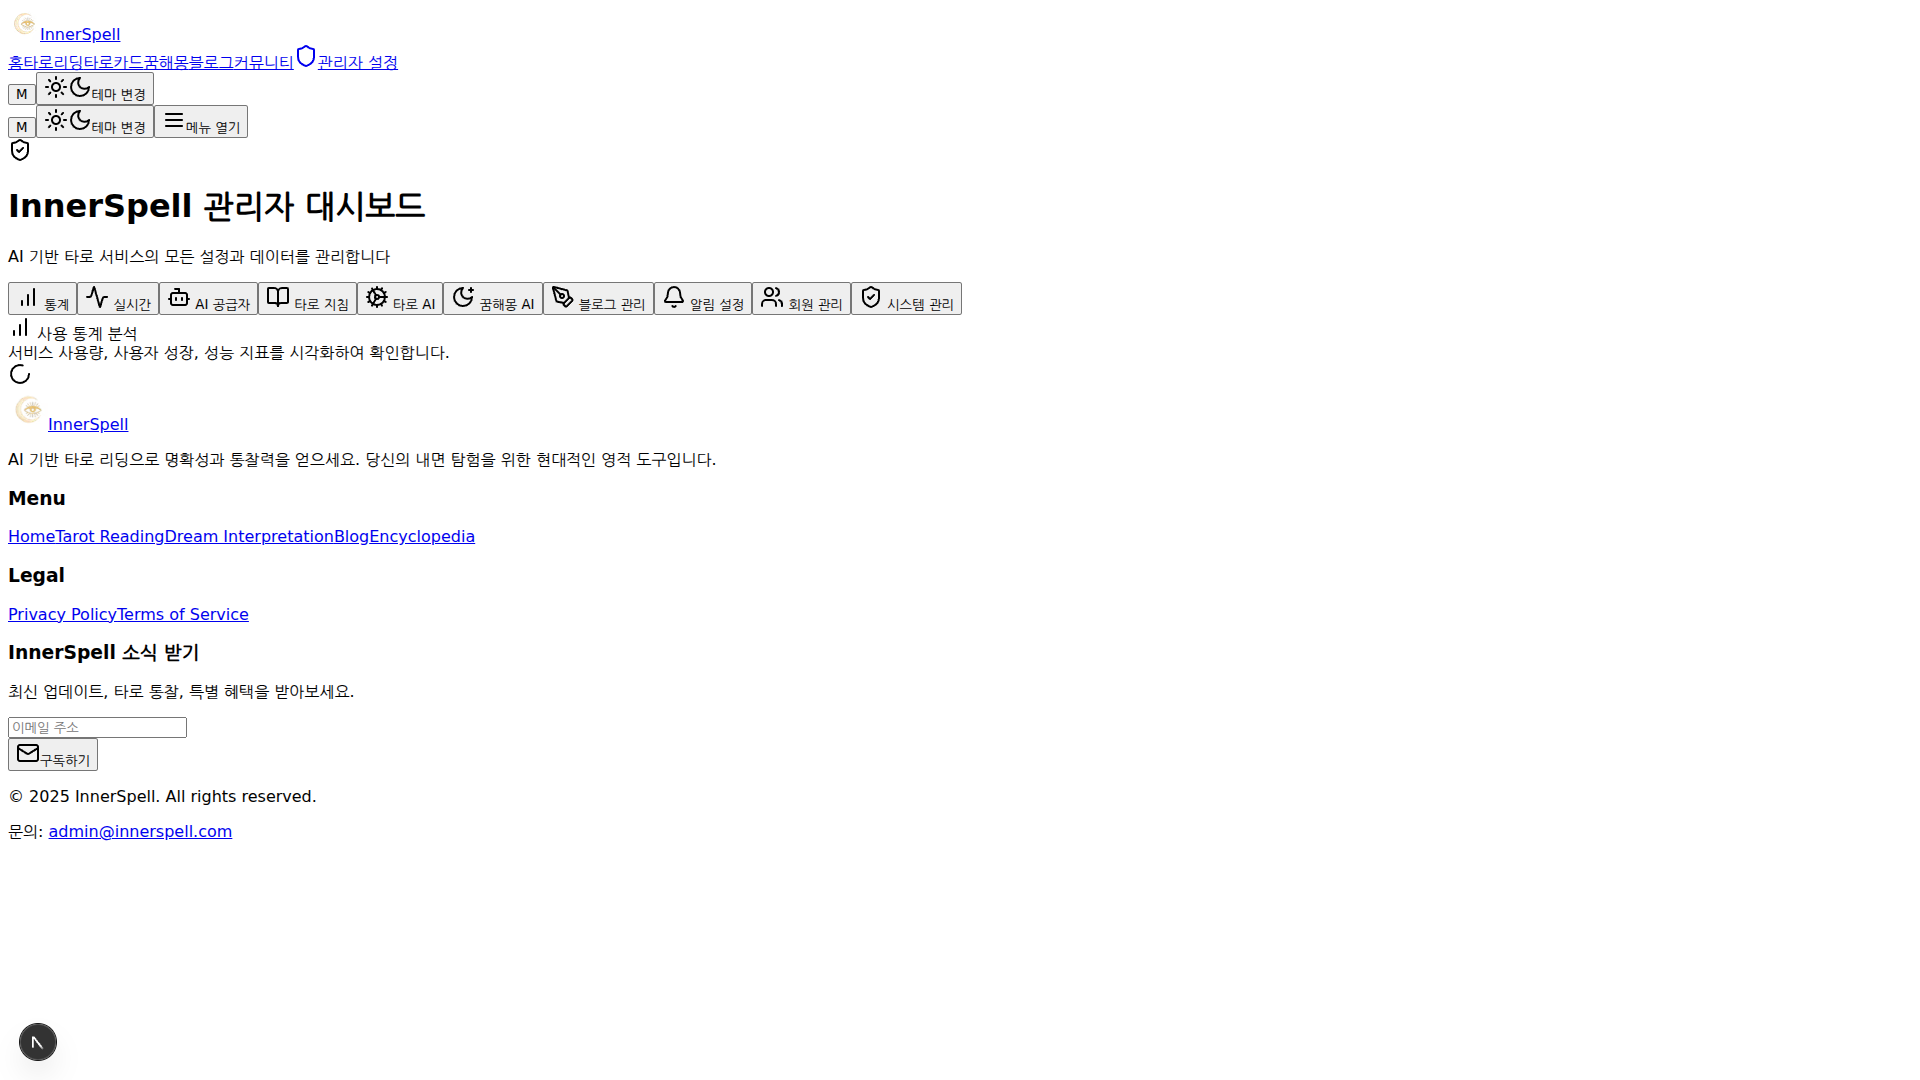 InnerSpell
홈타로리딩타로카드꿈해몽블로그커뮤니티관리자 설정
M 테마 변경
M 테마 변경 메뉴 열기
InnerSpell 관리자 대시보드
AI 기반 타로 서비스의 모든 설정과 데이터를 관리합니다
통계 실시간 AI 공급자 타로 지침 타로 AI 꿈해몽 AI 블로그 관리 알림 설정 회원 관리 시스템 관리
사용 통계 분석
서비스 사용량, 사용자 성장, 성능 지표를 시각화하여 확인합니다.
InnerSpell
AI 기반 타로 리딩으로 명확성과 통찰력을 얻으세요. 당신의 내면 탐험을 위한 현대적인 영적 도구입니다.
Menu
HomeTarot ReadingDream InterpretationBlogEncyclopedia
Legal
Privacy PolicyTerms of Service
InnerSpell 소식 받기
최신 업데이트, 타로 통찰, 특별 혜택을 받아보세요.
이메일 주소
구독하기
© 2025 InnerSpell. All rights reserved.
문의: admin@innerspell.com